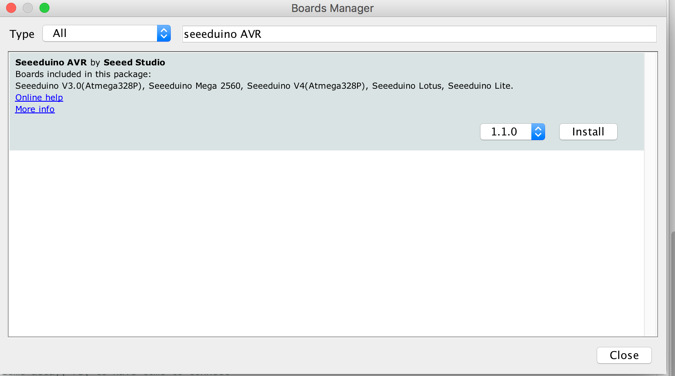 Boards Manager
Type All seeeduino AVR
Seeeduino AVR by Seeed Studio
Boards included in this package:
Seeeduino V3.0(Atmega328P), Seeeduino Mega 2560, Seeeduino V4(Atmega328P), Seeeduino Lotus, Seeeduino Lite.
Online help
More info
1.1.0 Install
Close